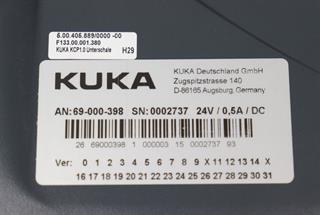 5.00.405.889/0000 -00
F133.00.001.380
KUKA KCP1.0 Unterschale H29
KUKA
KUKA Deutschland GmbH
Zugspitzstrasse 140
D-86165 Augsburg, Germany
AN: 69-000-398 SN: 0002737 24V / 0,5A / DC
26 69000398 1 000003 15 0002737 93
Ver: 0 1 2 3 4 5 6 7 8 9 X 11 12 13 14 X
16 17 18 19 20 21 22 23 24 25 26 27 28 29 30 31